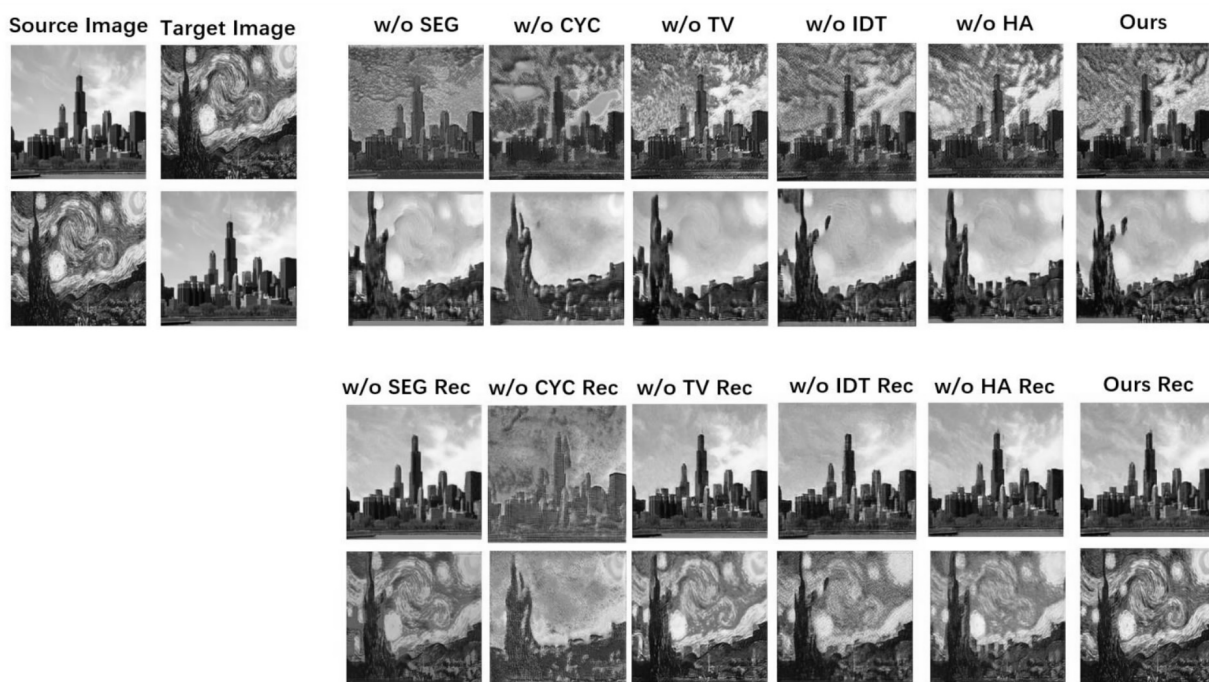 Source Image Target Image w/o SEG w/o CYC w/o TV w/o IDT w/o HA Ours
w/o SEG Rec w/o CYC Rec w/o TV Rec w/o IDT Rec w/o HA Rec Ours Rec